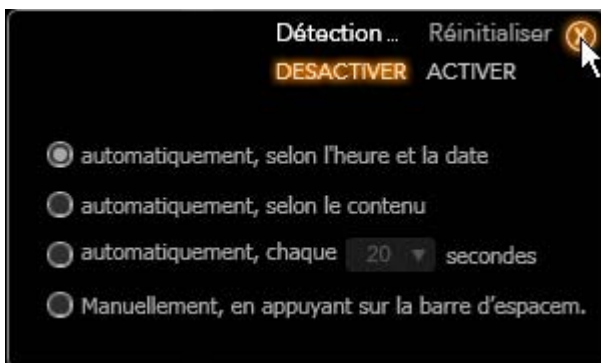 Détection ... Réinitialiser X
DESACTIVER ACTIVER
automatiquement, selon l'heure et la date
automatiquement, selon le contenu
automatiquement, chaque 20 secondes
Manuellement, en appuyant sur la barre d'espacem.